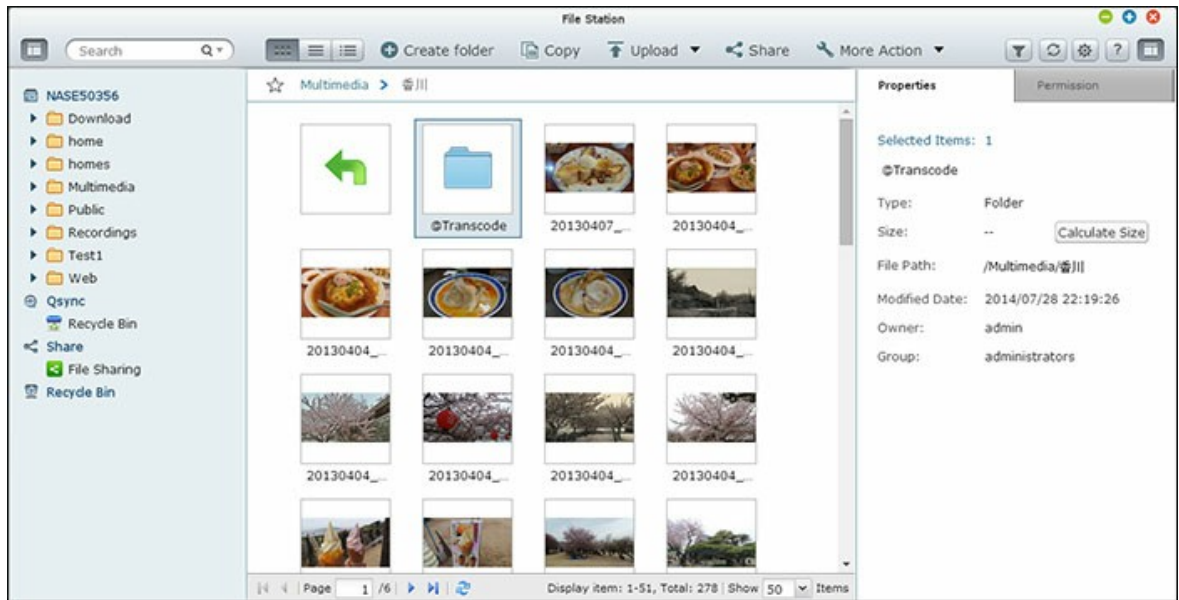 File Station
Search
Create folder Copy Upload Share More Action ?
NASE50356
Download
home
homes
Multimedia
Public
Recordings
Test1
Web
Qsync
Recycle Bin
Share
File Sharing
Recycle Bin
Multimedia > 香川
@Transcode 20130407_... 20130404_...
20130404_... 20130404_... 20130404_... 20130404_...
20130404_... 20130404_... 20130404_... 20130404_...
Page 1 /6 Display item: 1-51, Total: 278 Show 50 Items
Properties Permission
Selected Items: 1
@Transcode
Type: Folder
Size: -- Calculate Size
File Path: /Multimedia/香川
Modified Date: 2014/07/28 22:19:26
Owner: admin
Group: administrators